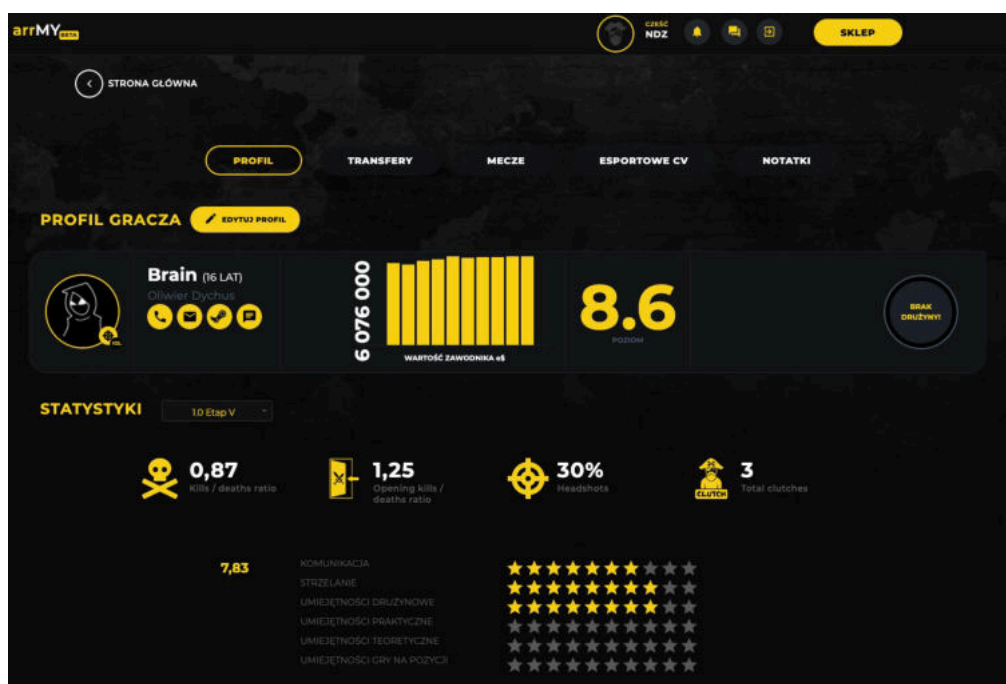 arrMY BETA
CZEŚĆ
NDZ
SKLEP
STRONA GŁÓWNA
PROFIL
TRANSFERY
MECZE
ESPORTOWE CV
NOTATKI
PROFIL GRACZA
EDYTUJ PROFIL
Brain (16 LAT)
Oliwier Dychus
IGL
6 076 000
WARTOŚĆ ZAWODNIKA e$
8.6
POZIOM
BRAK
DRUŻYNY!
STATYSTYKI
1.0 Etap V
0,87
Kills / deaths ratio
1,25
Opening kills /
deaths ratio
30%
Headshots
CLUTCH
3
Total clutches
7,83
KOMUNIKACJA
STRZELANIE
UMIEJĘTNOŚCI DRUŻYNOWE
UMIEJĘTNOŚCI PRAKTYCZNE
UMIEJĘTNOŚCI TEORETYCZNE
UMIEJĘTNOŚCI GRY NA POZYCJI